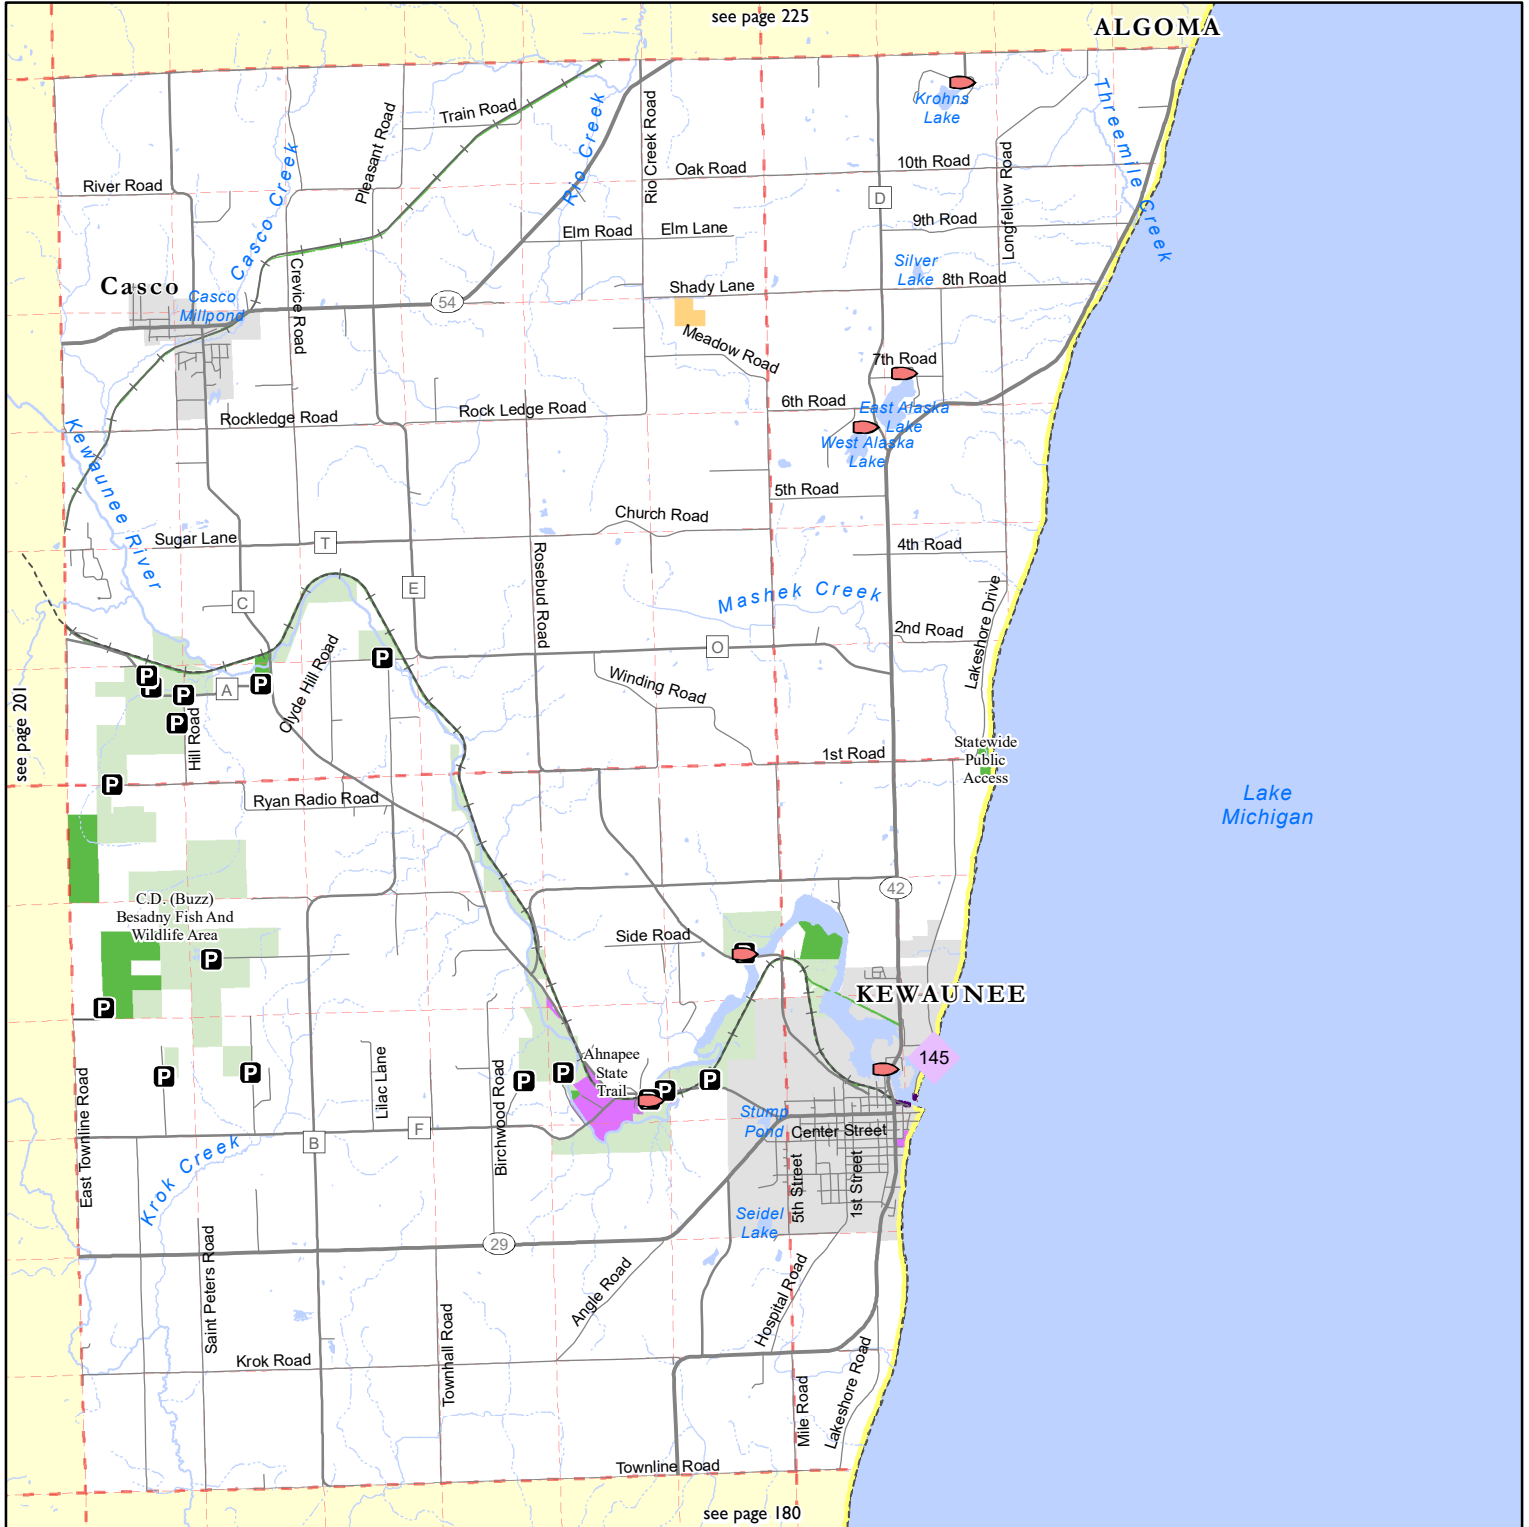 see page 225
ALGOMA
Krohns
Lake
Threemile Creek
Train Road
Pleasant Road
Rio Creek
Rio Creek Road
Oak Road
10th Road
Longfellow Road
River Road
Casco Creek
D
9th Road
Elm Road
Elm Lane
Silver
Lake
8th Road
Casco
Casco
Millpond
Crevice Road
54
Shady Lane
Meadow Road
7th Road
6th Road
East Alaska
Lake
West Alaska
Lake
Rockledge Road
Rock Ledge Road
Kewaunee River
5th Road
Church Road
Sugar Lane
T
4th Road
Rosebud Road
E
C
Mashek Creek
Lakeshore Drive
2nd Road
O
Clyde Hill Road
Winding Road
P
P
P
P
P
P
A
Hill Road
see page 201
1st Road
Statewide
Public
Access
P
Ryan Radio Road
Lake
Michigan
42
C.D. (Buzz)
Besadny Fish And
Wildlife Area
P
Side Road
KEWAUNEE
P
145
Ahnapee
State
Trail
P
P
P
P
P
P
East Townline Road
Lilac Lane
Birchwood Road
Stump
Pond
Center Street
F
B
Krok Creek
5th Street
1st Street
Seidel
Lake
29
Saint Peters Road
Angle Road
Hospital Road
Townhall Road
Krok Road
Lakeshore Road
Mile Road
Townline Road
see page 180